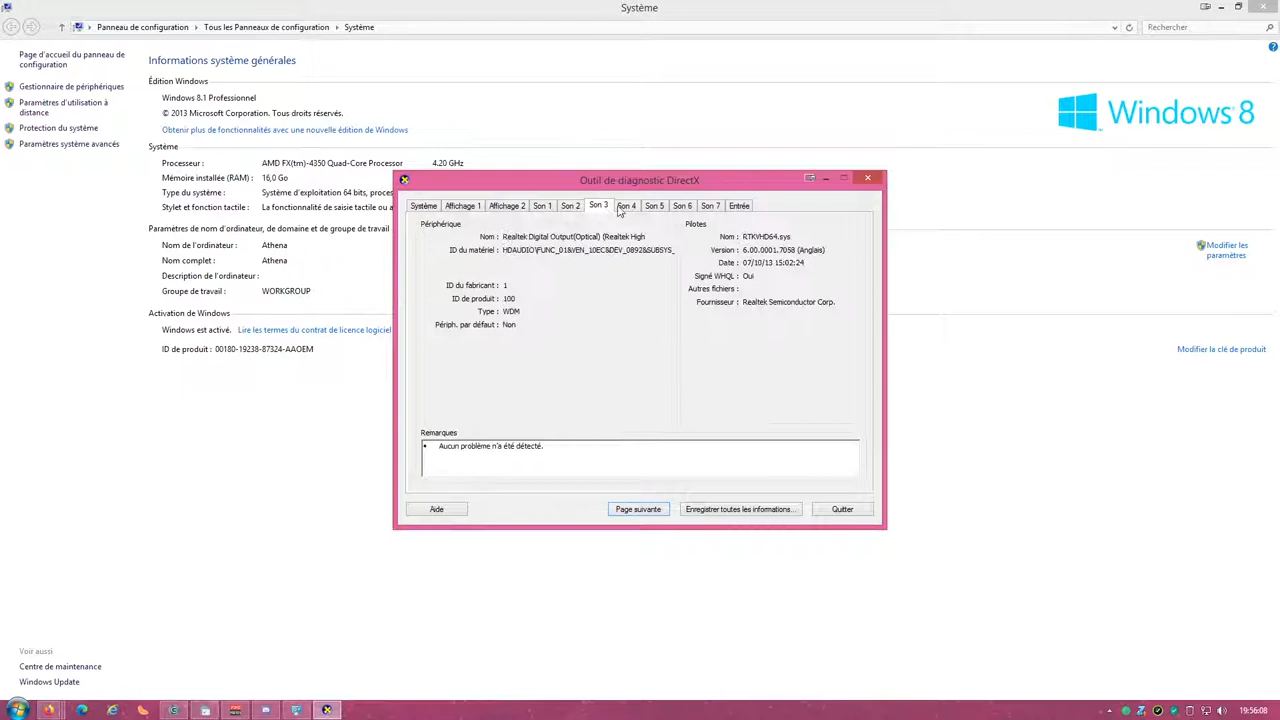 Système
Panneau de configuration
Tous les Panneaux de configuration
Système
Rechercher
Page d'accueil du panneau de
configuration
Gestionnaire de périphériques
Paramètres d'utilisation à
distance
Protection du système
Paramètres système avancés
Informations système générales
Édition Windows
Windows 8.1 Professionnel
© 2013 Microsoft Corporation. Tous droits réservés.
Obtenir plus de fonctionnalités avec une nouvelle édition de Windows
Windows 8
Système
Processeur : AMD FX(tm)-4350 Quad-Core Processor 4.20 GHz
Mémoire installée (RAM) : 16,0 Go
Type du système : Système d'exploitation 64 bits, proces
Stylet et fonction tactile : La fonctionnalité de saisie tactile ou
Paramètres de nom d'ordinateur, de domaine et de groupe de travail
Nom de l'ordinateur : Athena
Nom complet : Athena
Description de l'ordinateur :
Groupe de travail : WORKGROUP
Modifier les
paramètres
Activation de Windows
Windows est activé. Lire les termes du contrat de licence logiciel
ID de produit : 00180-19238-87324-AAOEM
Modifier la clé de produit
Outil de diagnostic DirectX
Système Affichage 1 Affichage 2 Son 1 Son 2 Son 3 Son 4 Son 5 Son 6 Son 7 Entrée
Périphérique
Nom : Realtek Digital Output(Optical) (Realtek High
ID du matériel : HDAUDIO\FUNC_01&VEN_10EC&DEV_0892&SUBSYS_
ID du fabricant : 1
ID de produit : 100
Type : WDM
Périph. par défaut : Non
Pilotes
Nom : RTKVHD64.sys
Version : 6.00.0001.7058 (Anglais)
Date : 07/10/13 15:02:24
Signé WHQL : Oui
Autres fichiers :
Fournisseur : Realtek Semiconductor Corp.
Remarques
• Aucun problème n'a été détecté.
Aide
Page suivante
Enregistrer toutes les informations...
Quitter
Voir aussi
Centre de maintenance
Windows Update
19:56:08